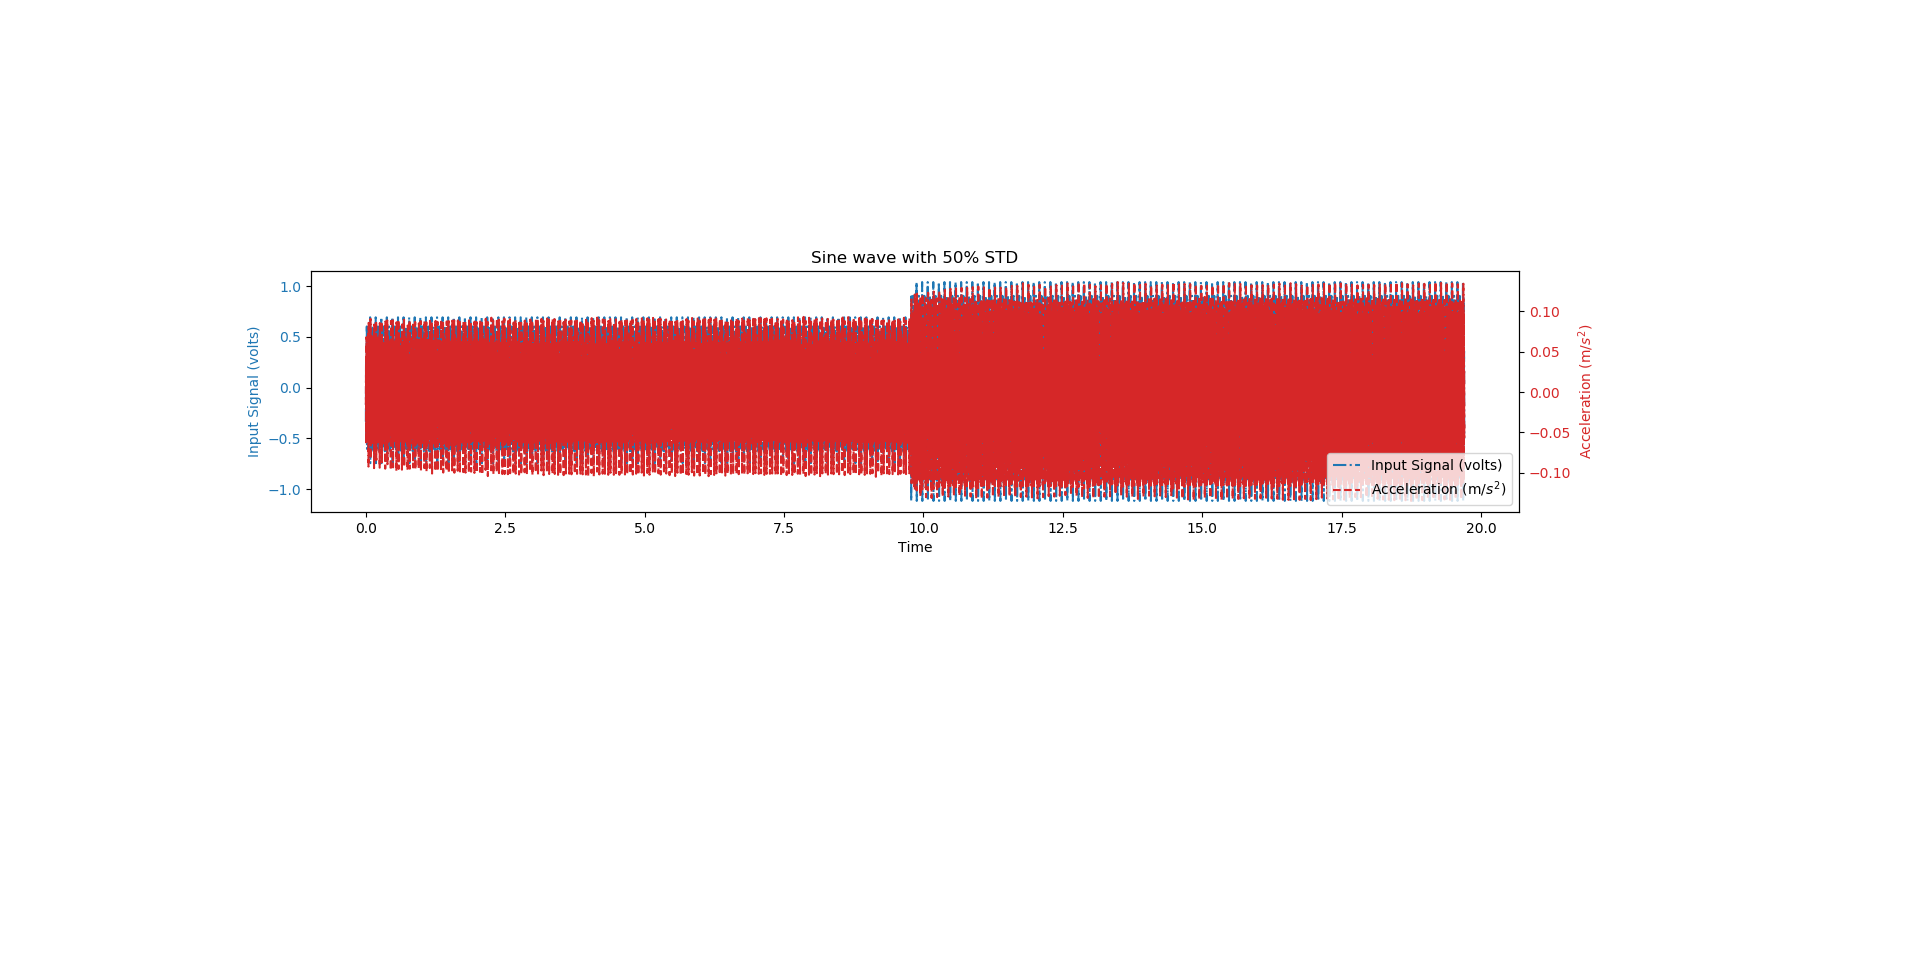 Sine wave with 50% STD
Input Signal (volts)
1.0
0.5
0.0
−0.5
−1.0
0.10
0.05
0.00
−0.05
−0.10
Acceleration (m/s²)
Input Signal (volts)
Acceleration (m/s²)
0.0 2.5 5.0 7.5 10.0 12.5 15.0 17.5 20.0
Time